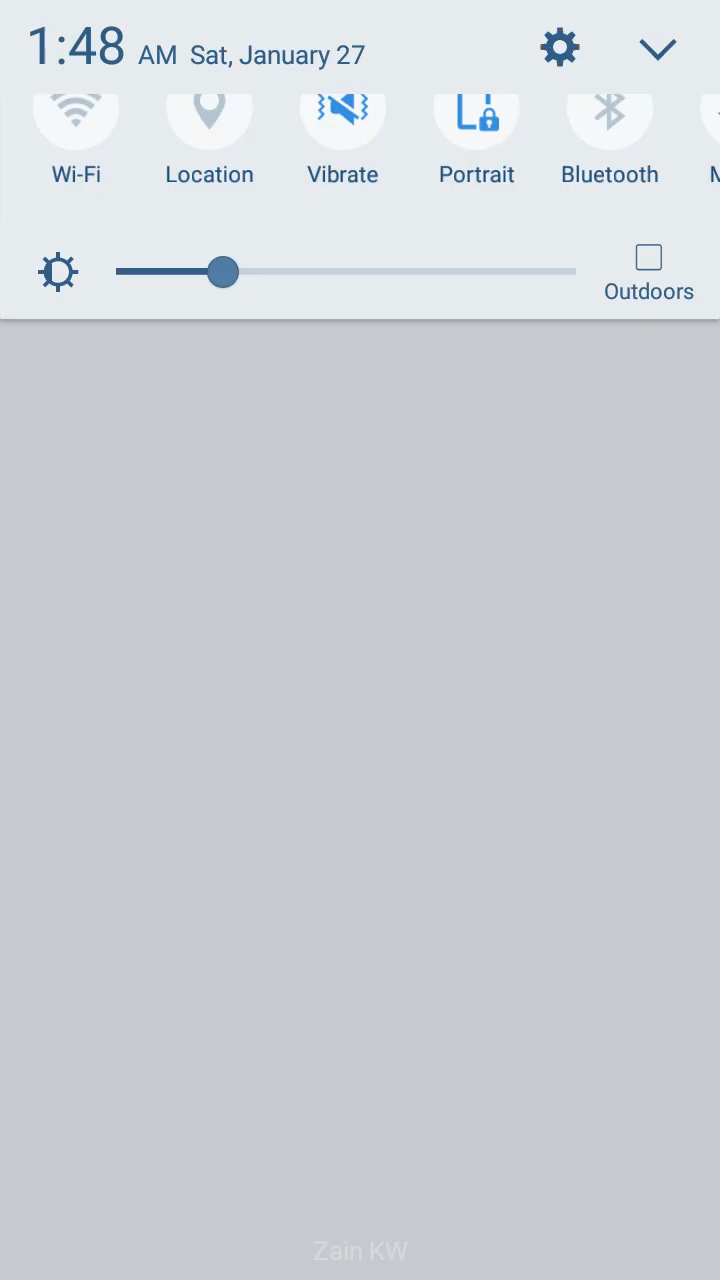 1:48 AM Sat, January 27
Wi-Fi Location Vibrate Portrait Bluetooth
Outdoors
Zain KW